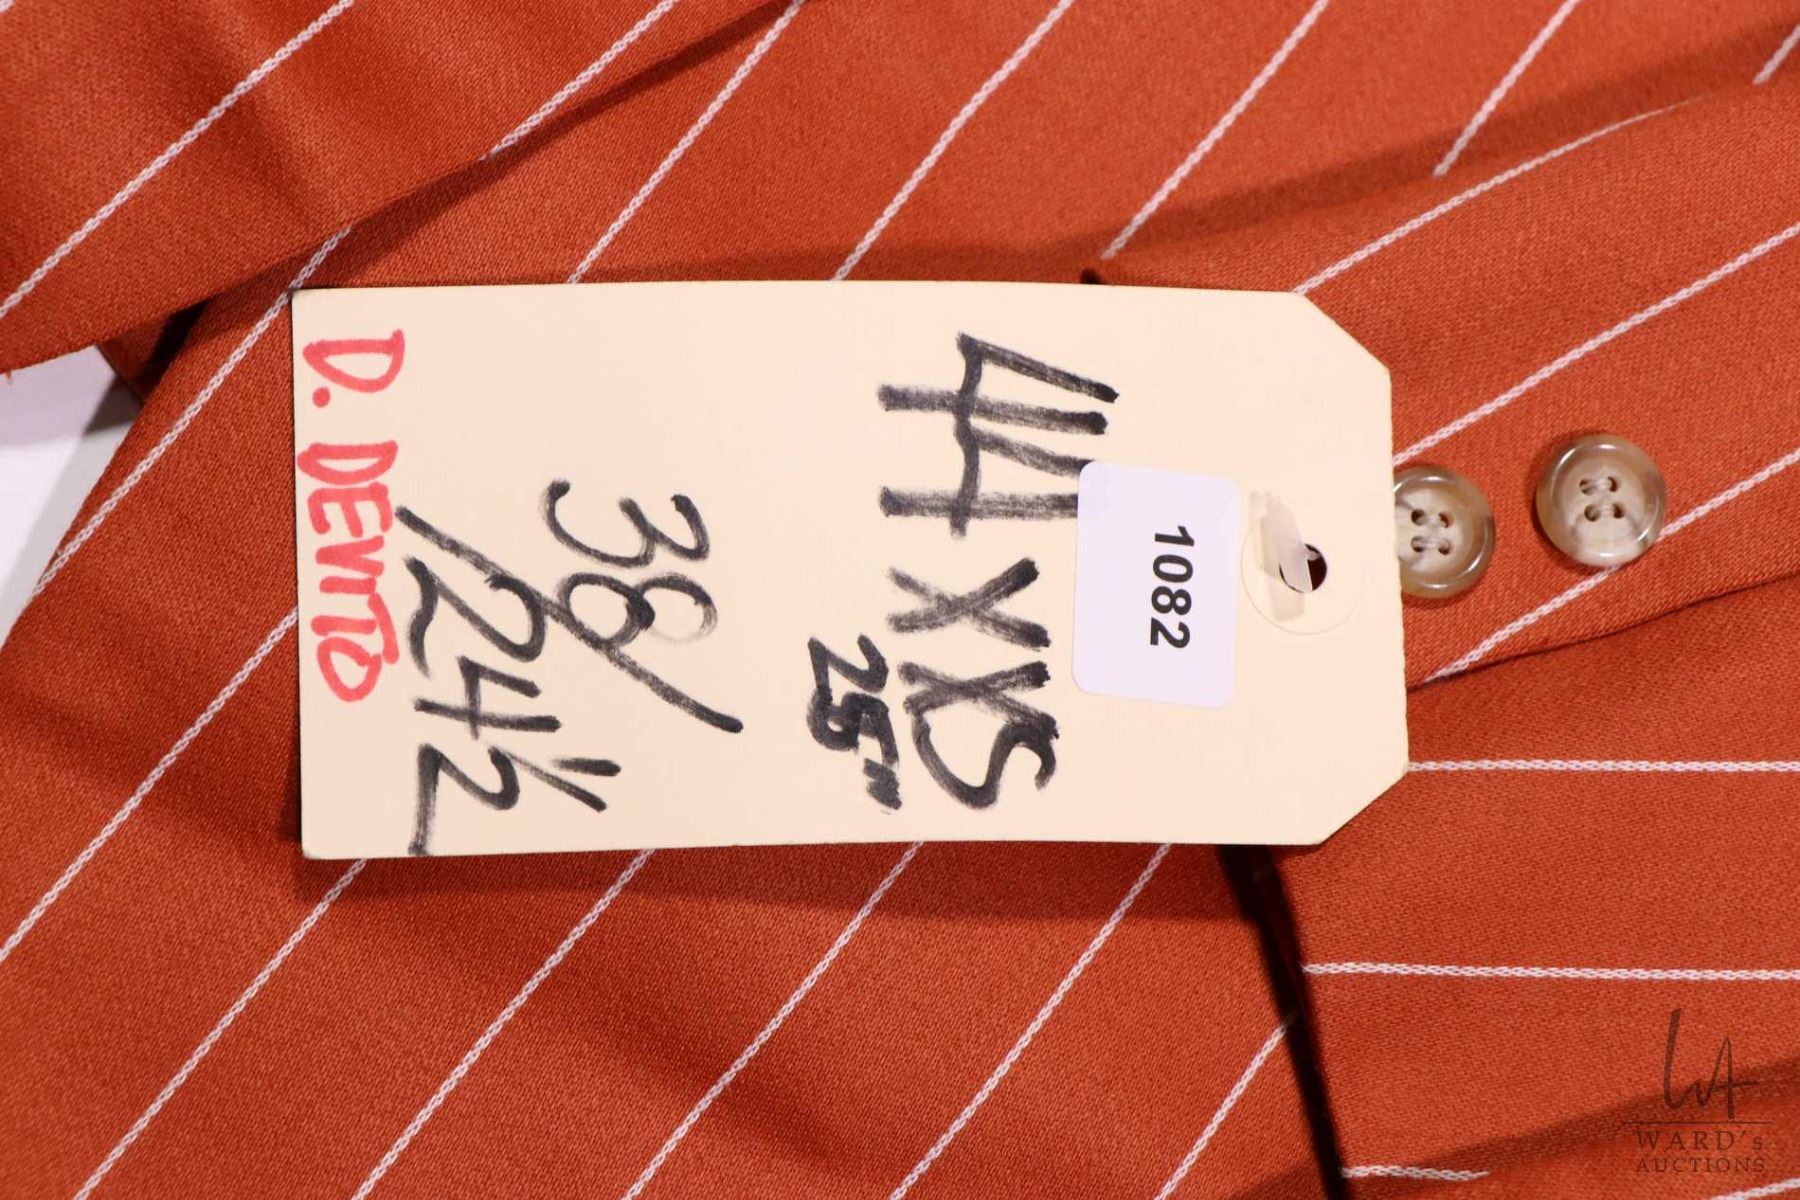 1082
44 XXS
25"
38/
/24½"
D. DEVITO
WARD's
AUCTIONS